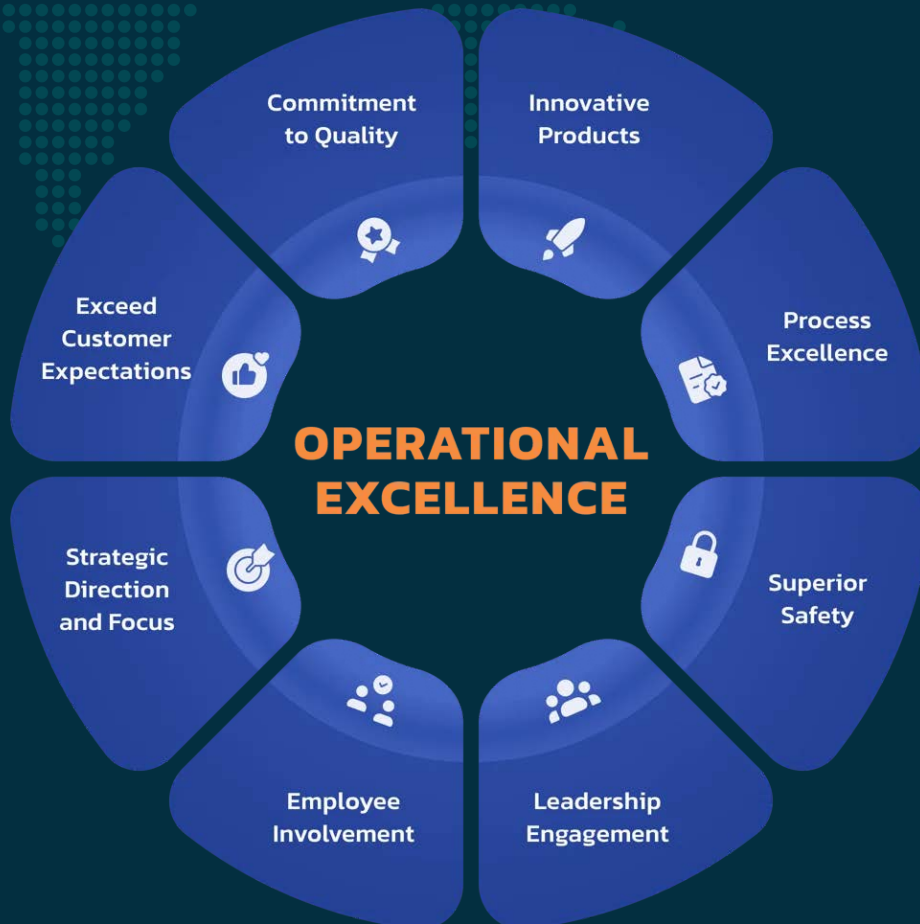 Commitment
to Quality
Innovative
Products
Exceed
Customer
Expectations
Process
Excellence
OPERATIONAL
EXCELLENCE
Strategic
Direction
and Focus
Superior
Safety
Employee
Involvement
Leadership
Engagement